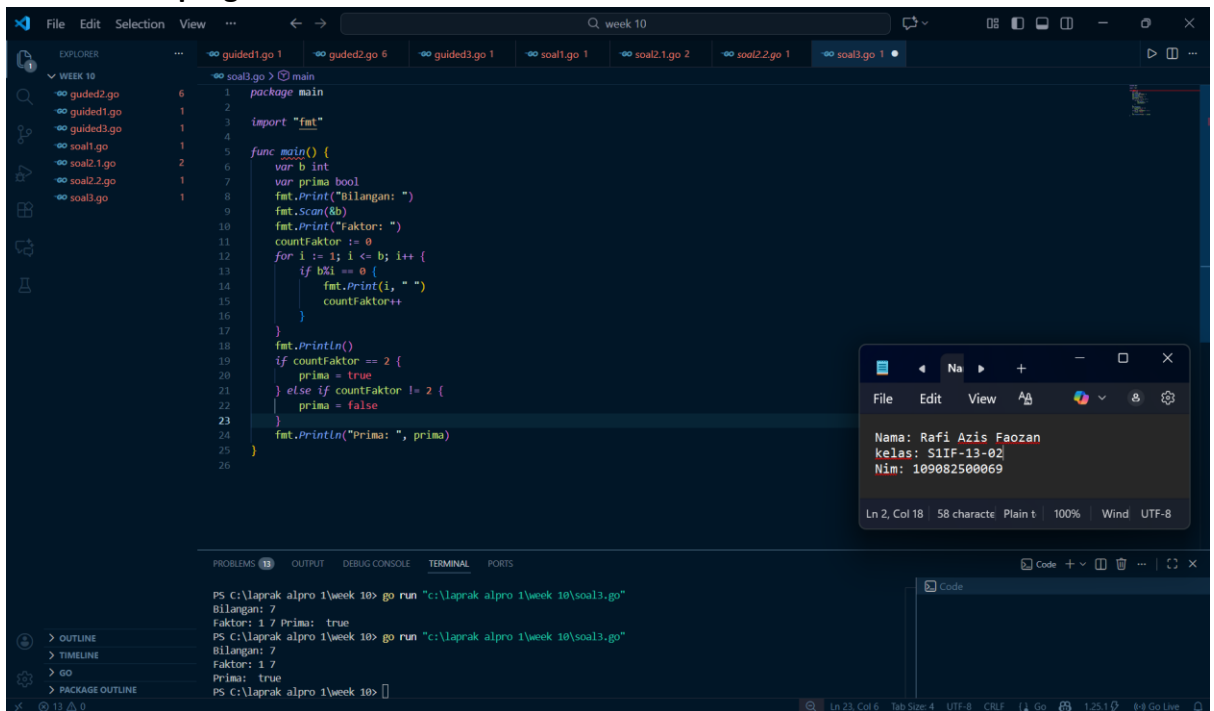 File Edit Selection View ... week 10
EXPLORER
WEEK 10
guded2.go 6
guided1.go 1
guided3.go 1
soal1.go 1
soal2.1.go 2
soal2.2.go 1
soal3.go 1
OUTLINE
TIMELINE
GO
PACKAGE OUTLINE
guided1.go 1 guded2.go 6 guided3.go 1 soal1.go 1 soal2.1.go 2 soal2.2.go 1 soal3.go 1
soal3.go > main
1 package main
2
3 import "fmt"
4
5 func main() {
6 var b int
7 var prima bool
8 fmt.Print("Bilangan: ")
9 fmt.Scan(&b)
10 fmt.Print("Faktor: ")
11 countFaktor := 0
12 for i := 1; i <= b; i++ {
13 if b%i == 0 {
14 fmt.Print(i, " ")
15 countFaktor++
16 }
17 }
18 fmt.Println()
19 if countFaktor == 2 {
20 prima = true
21 } else if countFaktor != 2 {
22 prima = false
23 }
24 fmt.Println("Prima: ", prima)
25 }
26
Na
File Edit View
Nama: Rafi Azis Faozan
kelas: S1IF-13-02
Nim: 109082500069
Ln 2, Col 18 58 characte Plain t 100% Wind UTF-8
PROBLEMS 13 OUTPUT DEBUG CONSOLE TERMINAL PORTS
Code
Code
PS C:\laprak alpro 1\week 10> go run "c:\laprak alpro 1\week 10\soal3.go"
Bilangan: 7
Faktor: 1 7 Prima:  true
PS C:\laprak alpro 1\week 10> go run "c:\laprak alpro 1\week 10\soal3.go"
Bilangan: 7
Faktor: 1 7
Prima:  true
PS C:\laprak alpro 1\week 10>
13 0 Ln 23, Col 6 Tab Size: 4 UTF-8 CRLF Go 1.25.1 Go Live